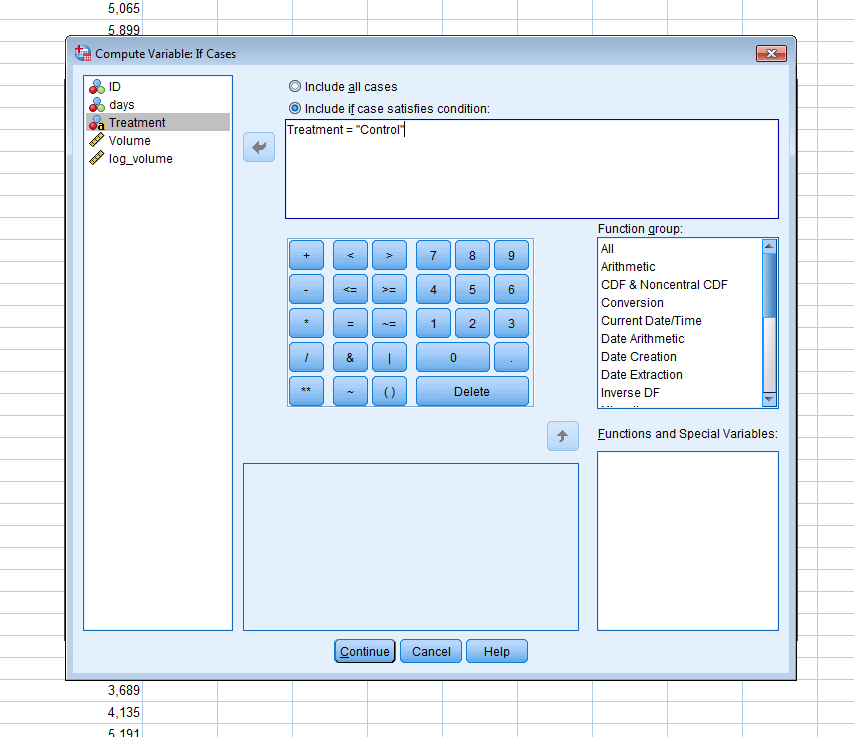 5,065
5,899
Compute Variable: If Cases
ID
days
Treatment
Volume
log_volume
Include all cases
Include if case satisfies condition:
Treatment = "Control"
+ < > 7 8 9
- <= >= 4 5 6
* = ~= 1 2 3
/ & | 0 .
** ~ ( ) Delete
Function group:
All
Arithmetic
CDF & Noncentral CDF
Conversion
Current Date/Time
Date Arithmetic
Date Creation
Date Extraction
Inverse DF
Functions and Special Variables:
Continue Cancel Help
3,689
4,135
5,191